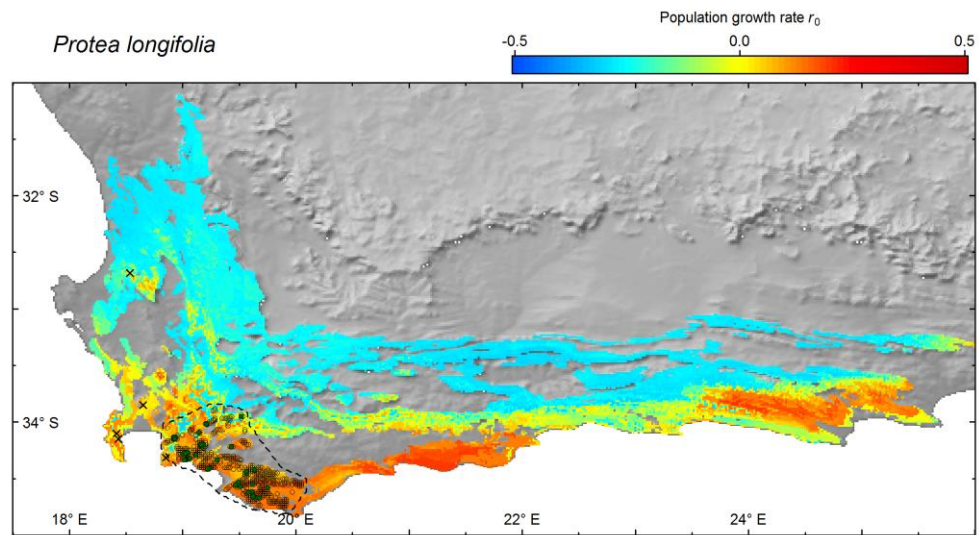 Population growth rate r0
Protea longifolia
-0.5 0.0 0.5
32° S
34° S
18° E 20° E 22° E 24° E